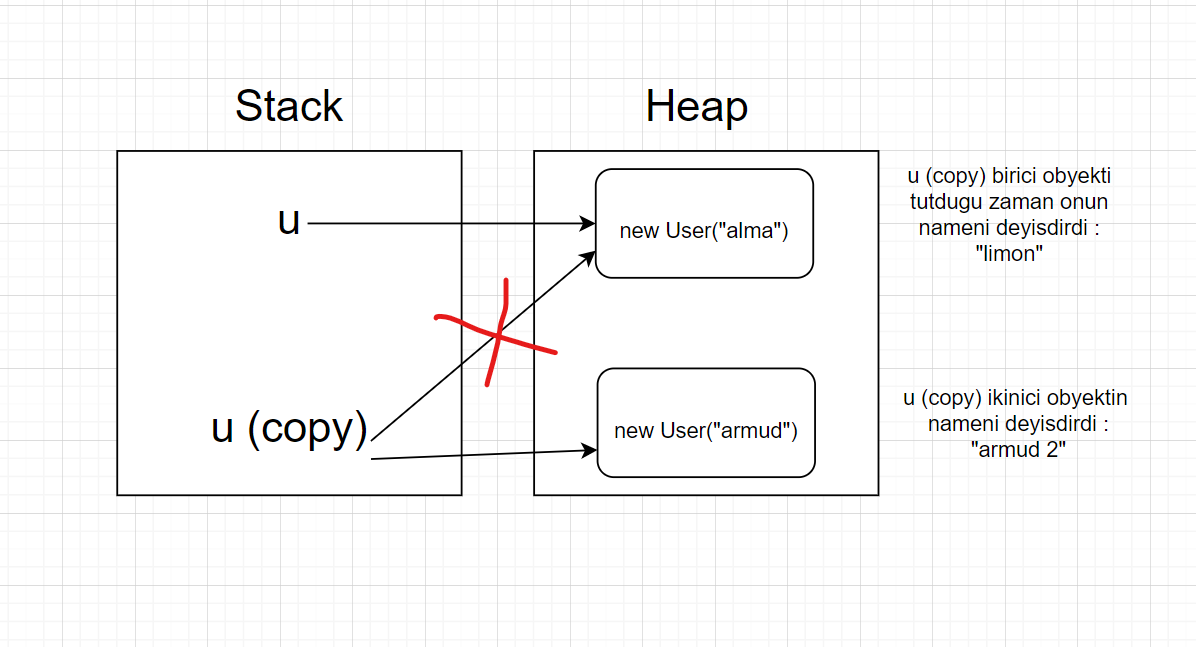 Stack
Heap
u
u (copy)
new User("alma")
new User("armud")
u (copy) birici obyekti
tutdugu zaman onun
nameni deyisdirdi :
"limon"
u (copy) ikinici obyektin
nameni deyisdirdi :
"armud 2"